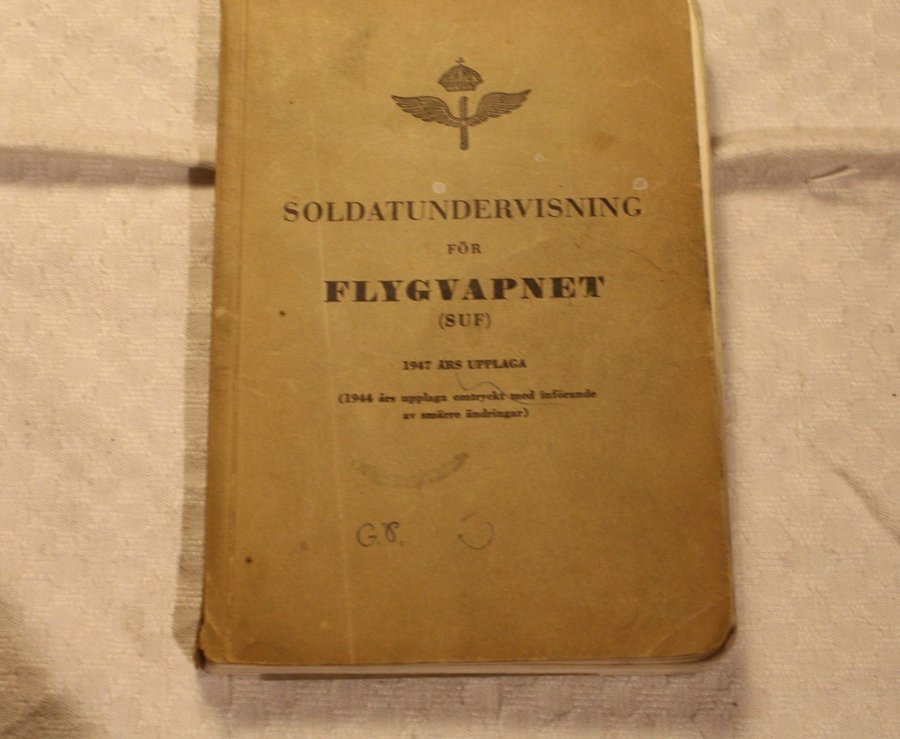 SOLDATUNDERVISNING
FÖR
FLYGVAPNET
(SUF)
1947 ÅRS UPPLAGA
(1944 års upplaga omtryckt med införande
av smärre ändringar)